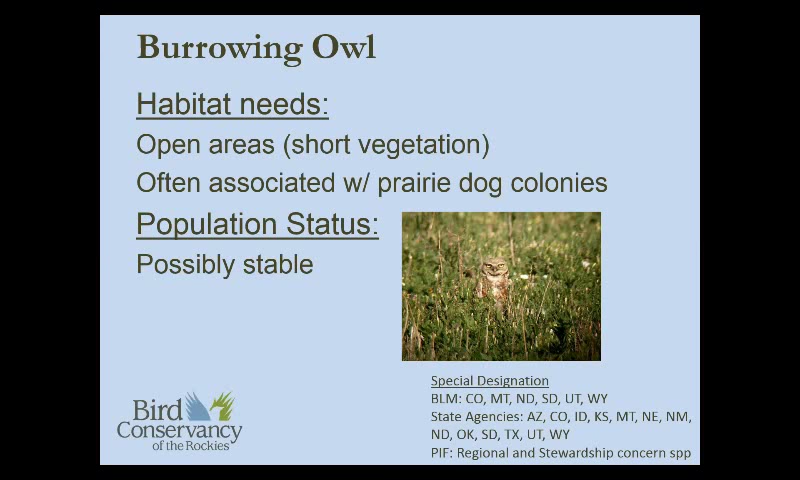 Burrowing Owl
Habitat needs:
Open areas (short vegetation)
Often associated w/ prairie dog colonies
Population Status:
Possibly stable
Special Designation
BLM: CO, MT, ND, SD, UT, WY
State Agencies: AZ, CO, ID, KS, MT, NE, NM,
ND, OK, SD, TX, UT, WY
PIF: Regional and Stewardship concern spp
Bird
Conservancy
of the Rockies